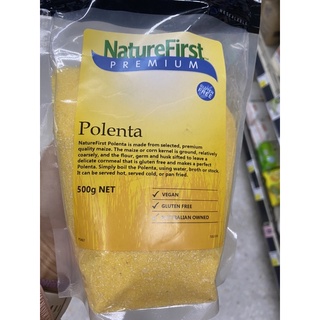 NatureFirst
PREMIUM
Polenta
NatureFirst Polenta is made from selected, premium
quality maize. The maize or corn kernel is ground, relatively
coarsely, and the flour, germ and husk sifted to leave a
delicate cornmeal that is gluten free and makes a perfect
Polenta. Simply boil the Polenta, using water, broth or stock.
It can be served hot, served cold, or pan fried.
500g NET
VEGAN
GLUTEN FREE
OWNED